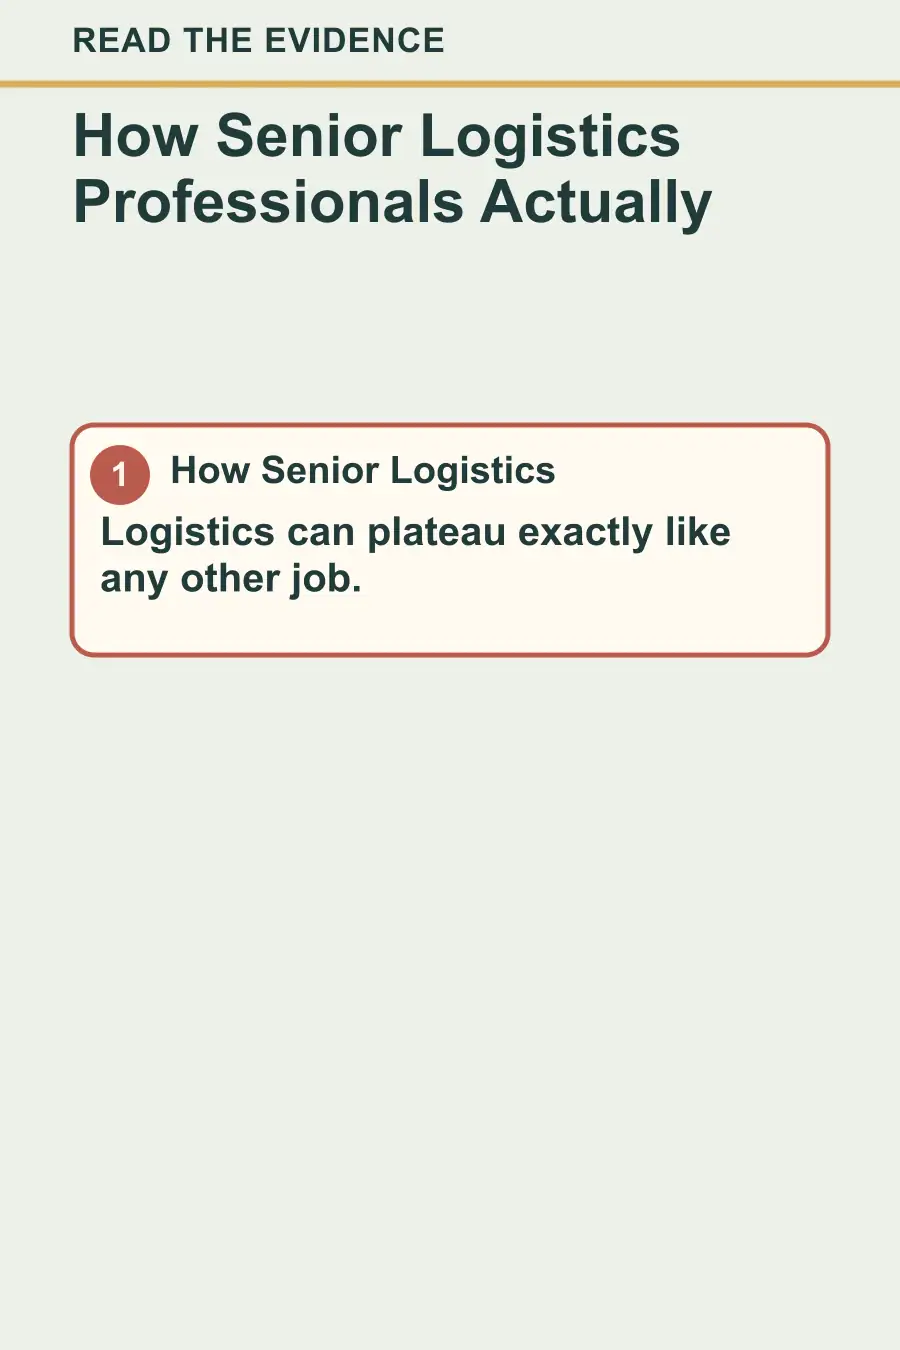 READ THE EVIDENCE
How Senior Logistics
Professionals Actually
1 How Senior Logistics
Logistics can plateau exactly like
any other job.